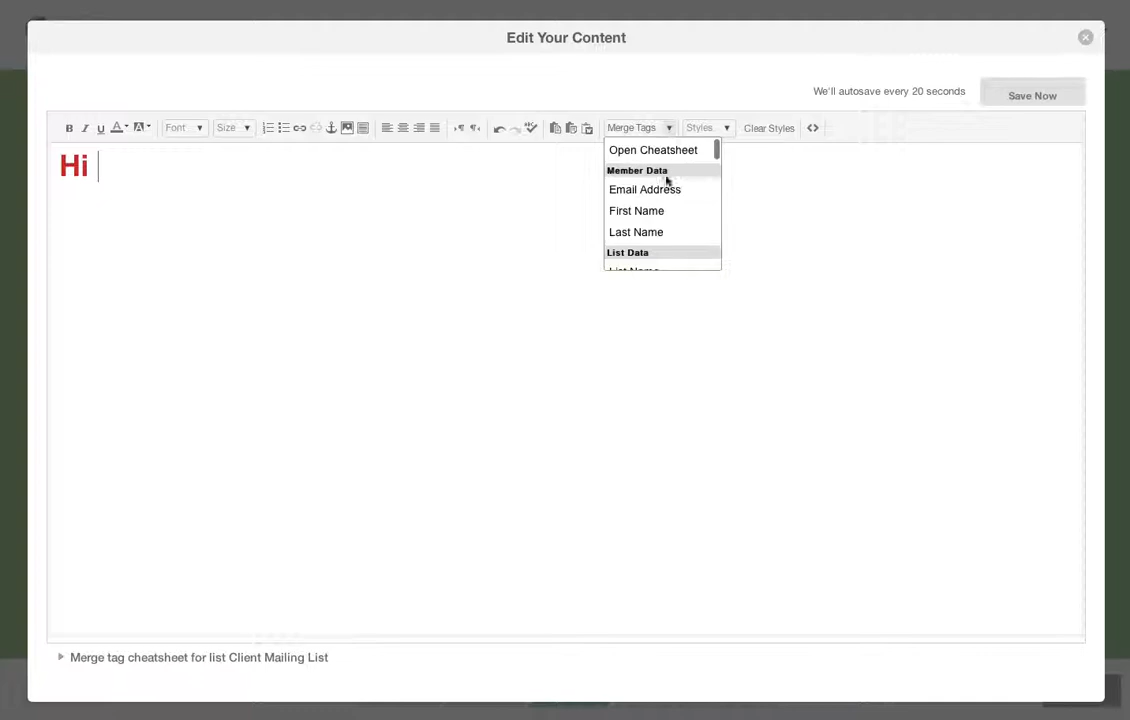 Edit Your Content
We'll autosave every 20 seconds
Save Now
B I U A A Font Size Merge Tags Styles Clear Styles
Hi
Open Cheatsheet
Member Data
Email Address
First Name
Last Name
List Data
List Name
Merge tag cheatsheet for list Client Mailing List